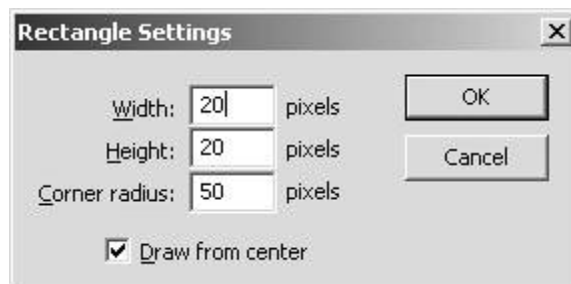 Rectangle Settings
Width: 20 pixels
OK
Height: 20 pixels
Cancel
Corner radius: 50 pixels
Draw from center